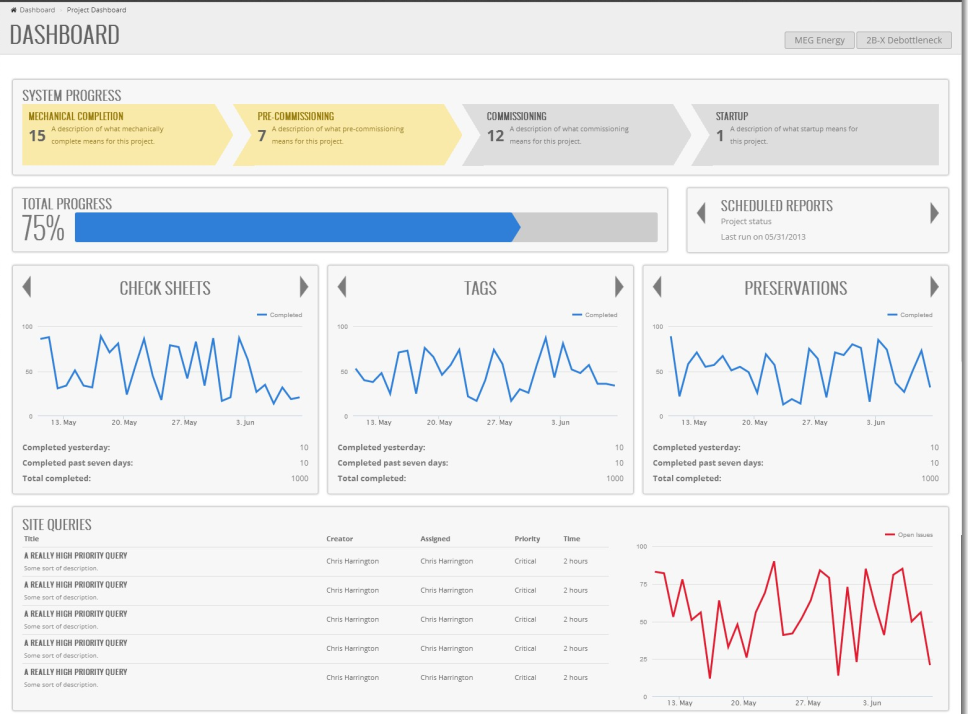 Dashboard Project Dashboard
DASHBOARD
MEG Energy 2B-X Debottleneck
SYSTEM PROGRESS
MECHANICAL COMPLETION
15 A description of what mechanically
complete means for this project.
PRE-COMMISSIONING
7 A description of what pre-commissioning
means for this project.
COMMISSIONING
12 A description of what commissioning
means for this project.
STARTUP
1 A description of what startup means for
this project.
TOTAL PROGRESS
75%
SCHEDULED REPORTS
Project status
Last run on 05/31/2013
CHECK SHEETS
Completed
100
50
0
13. May 20. May 27. May 3. Jun
Completed yesterday: 10
Completed past seven days: 10
Total completed: 1000
TAGS
Completed
100
50
0
13. May 20. May 27. May 3. Jun
Completed yesterday: 10
Completed past seven days: 10
Total completed: 1000
PRESERVATIONS
Completed
100
50
0
13. May 20. May 27. May 3. Jun
Completed yesterday: 10
Completed past seven days: 10
Total completed: 1000
SITE QUERIES
Title Creator Assigned Priority Time
A REALLY HIGH PRIORITY QUERY
Some sort of description.
Chris Harrington Chris Harrington Critical 2 hours
A REALLY HIGH PRIORITY QUERY
Some sort of description.
Chris Harrington Chris Harrington Critical 2 hours
A REALLY HIGH PRIORITY QUERY
Some sort of description.
Chris Harrington Chris Harrington Critical 2 hours
A REALLY HIGH PRIORITY QUERY
Some sort of description.
Chris Harrington Chris Harrington Critical 2 hours
A REALLY HIGH PRIORITY QUERY
Some sort of description.
Chris Harrington Chris Harrington Critical 2 hours
Open Issues
100
75
50
25
0
13. May 20. May 27. May 3. Jun